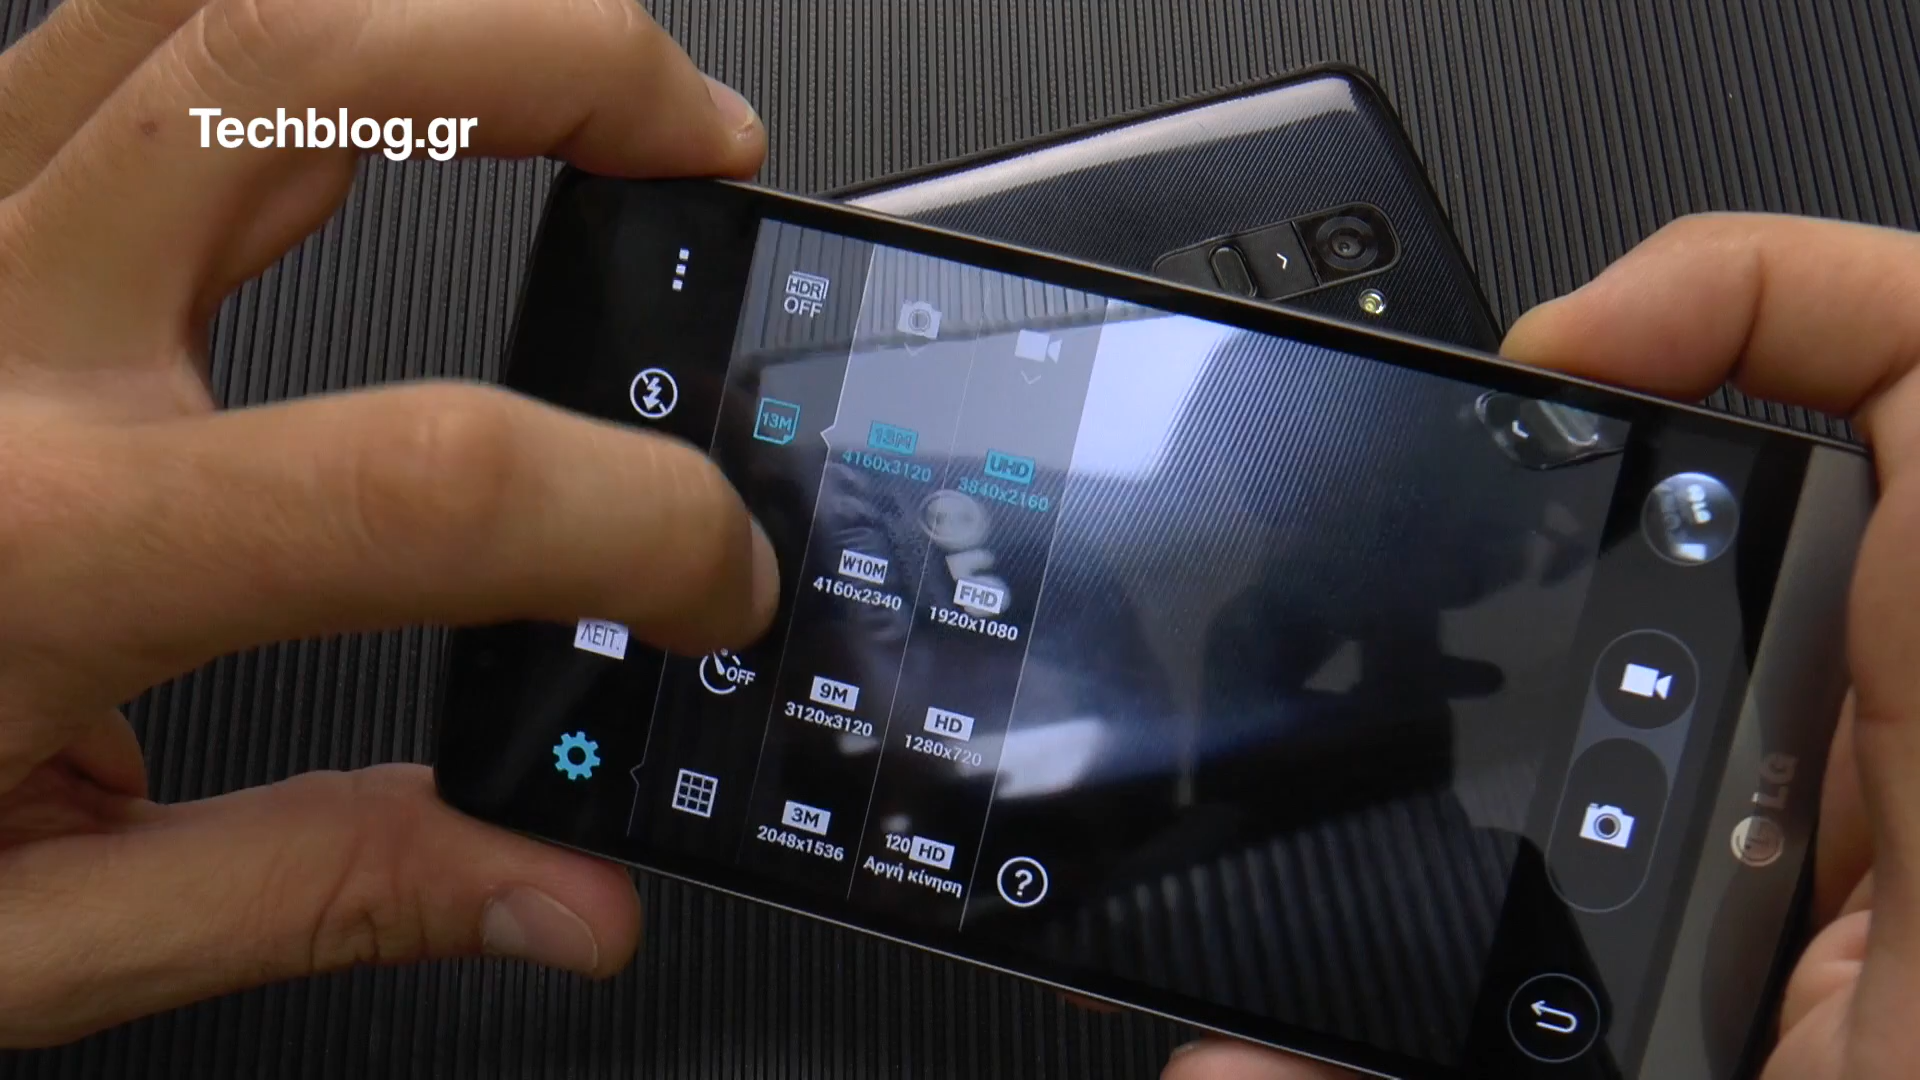 Techblog.gr
HDR
OFF
13M
13M
4160x3120
UHD
3840x2160
W10M
4160x2340
FHD
1920x1080
ΛΕΙΤ.
OFF
9M
3120x3120
HD
1280x720
3M
2048x1536
120 HD
Αργή κίνηση
?
LG